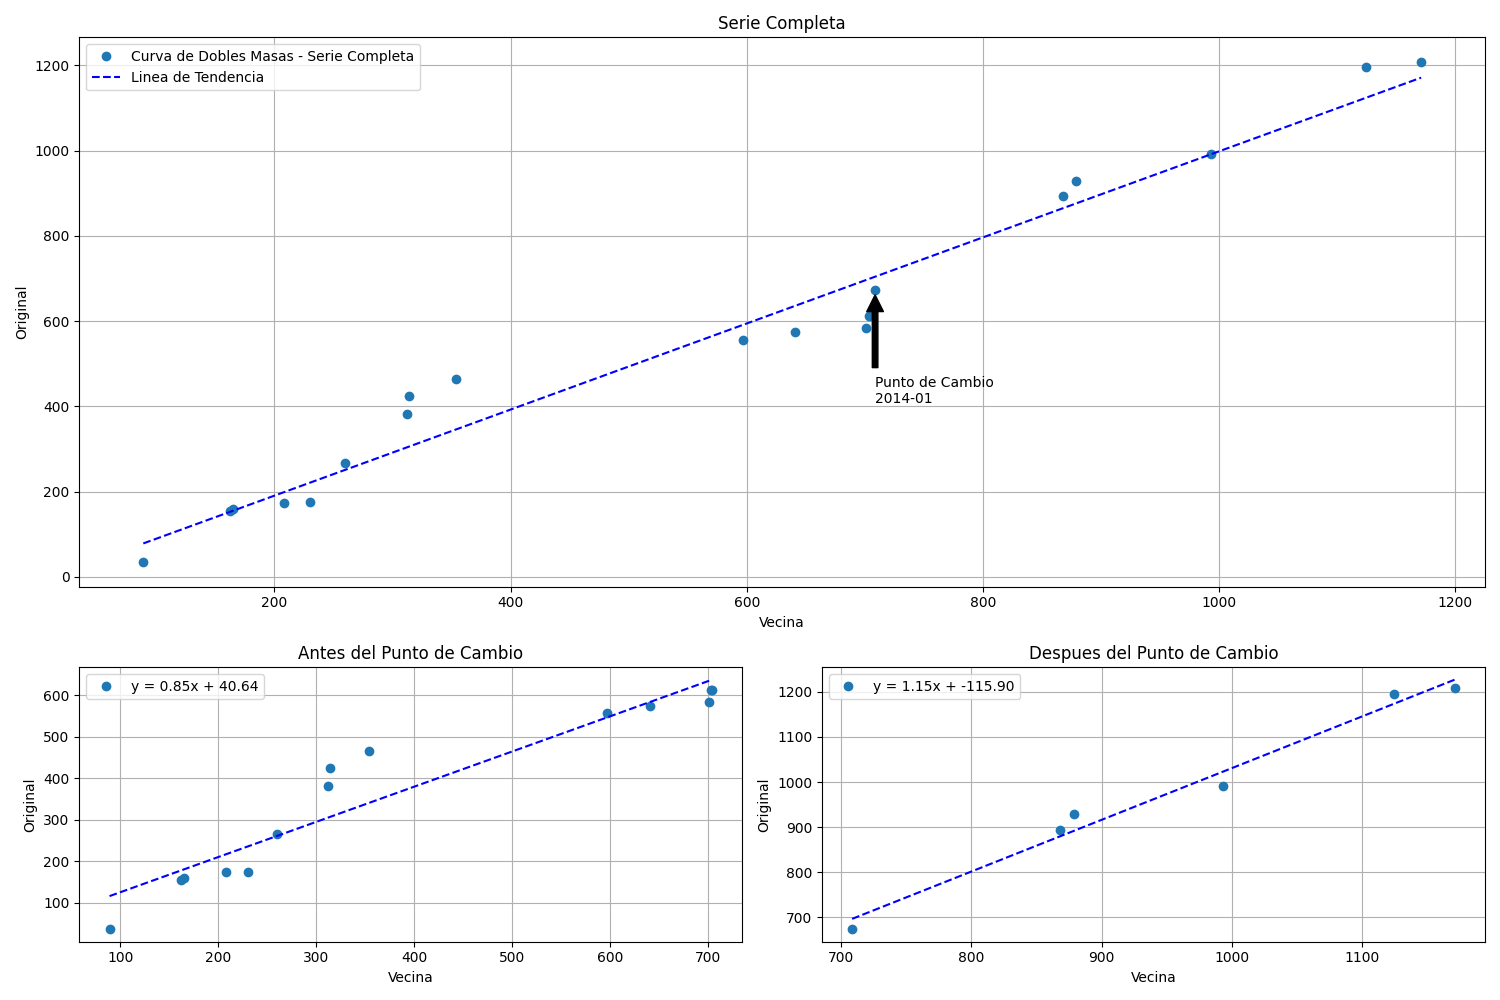 Serie Completa
Curva de Dobles Masas - Serie Completa
Linea de Tendencia
1200
1000
800
600
400
200
0
Original
Punto de Cambio
2014-01
200 400 600 800 1000 1200
Vecina
Antes del Punto de Cambio
y = 0.85x + 40.64
600
500
400
300
200
100
Original
100 200 300 400 500 600 700
Vecina
Despues del Punto de Cambio
y = 1.15x + -115.90
1200
1100
1000
900
800
700
Original
700 800 900 1000 1100
Vecina